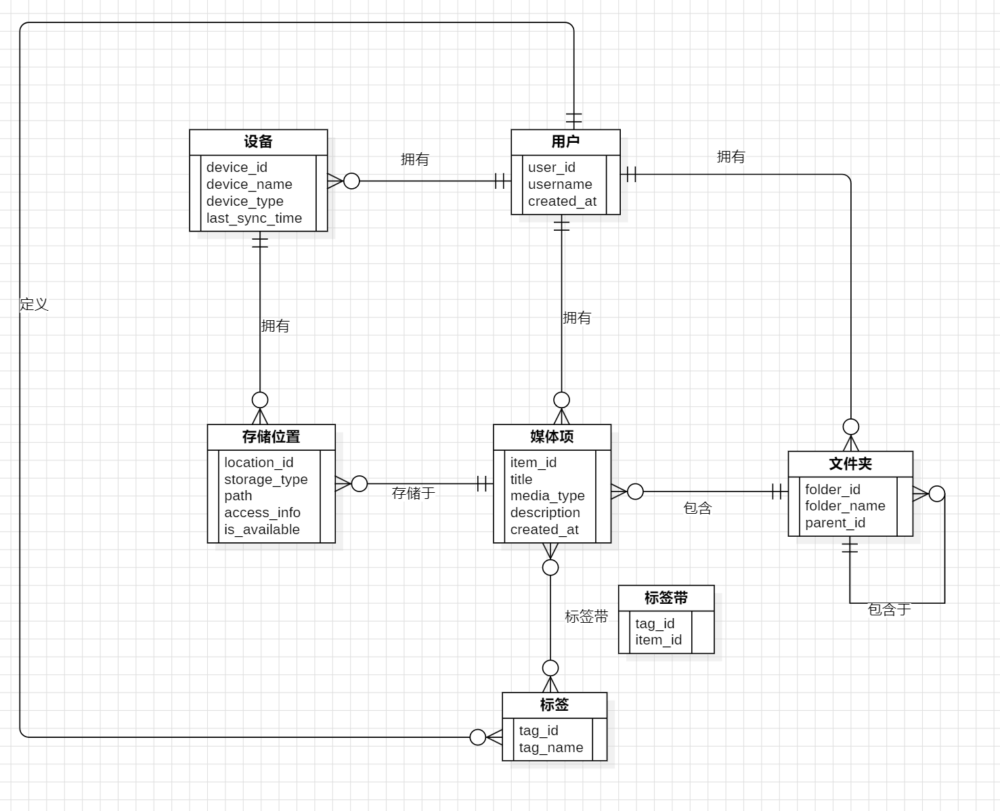 设备
device_id
device_name
device_type
last_sync_time
拥有
用户
user_id
username
created_at
拥有
定义
拥有
拥有
存储位置
location_id
storage_type
path
access_info
is_available
存储于
媒体项
item_id
title
media_type
description
created_at
包含
文件夹
folder_id
folder_name
parent_id
包含于
标签带
标签带
tag_id
item_id
标签
tag_id
tag_name